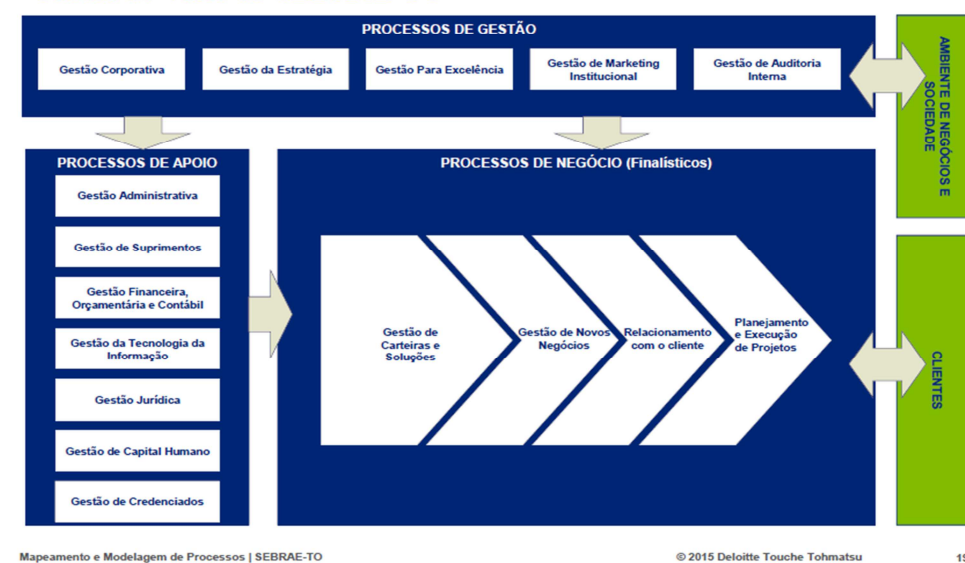 PROCESSOS DE GESTÃO
Gestão Corporativa
Gestão da Estratégia
Gestão Para Excelência
Gestão de Marketing
Institucional
Gestão de Auditoria
Interna
AMBIENTE DE NEGÓCIOS E
SOCIEDADE
PROCESSOS DE APOIO
Gestão Administrativa
Gestão de Suprimentos
Gestão Financeira,
Orçamentária e Contábil
Gestão da Tecnologia da
Informação
Gestão Jurídica
Gestão de Capital Humano
Gestão de Credenciados
PROCESSOS DE NEGÓCIO (Finalísticos)
Gestão de
Carteiras e
Soluções
Gestão de Novos
Negócios
Relacionamento
com o cliente
Planejamento
e Execução
de Projetos
CLIENTES
Mapeamento e Modelagem de Processos | SEBRAE-TO
© 2015 Deloitte Touche Tohmatsu